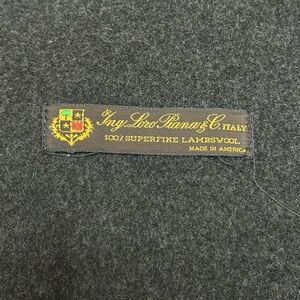 Ing. Loro Piana & C. ITALY
100% SUPERFINE LAMBSWOOL
MADE IN AMERICA